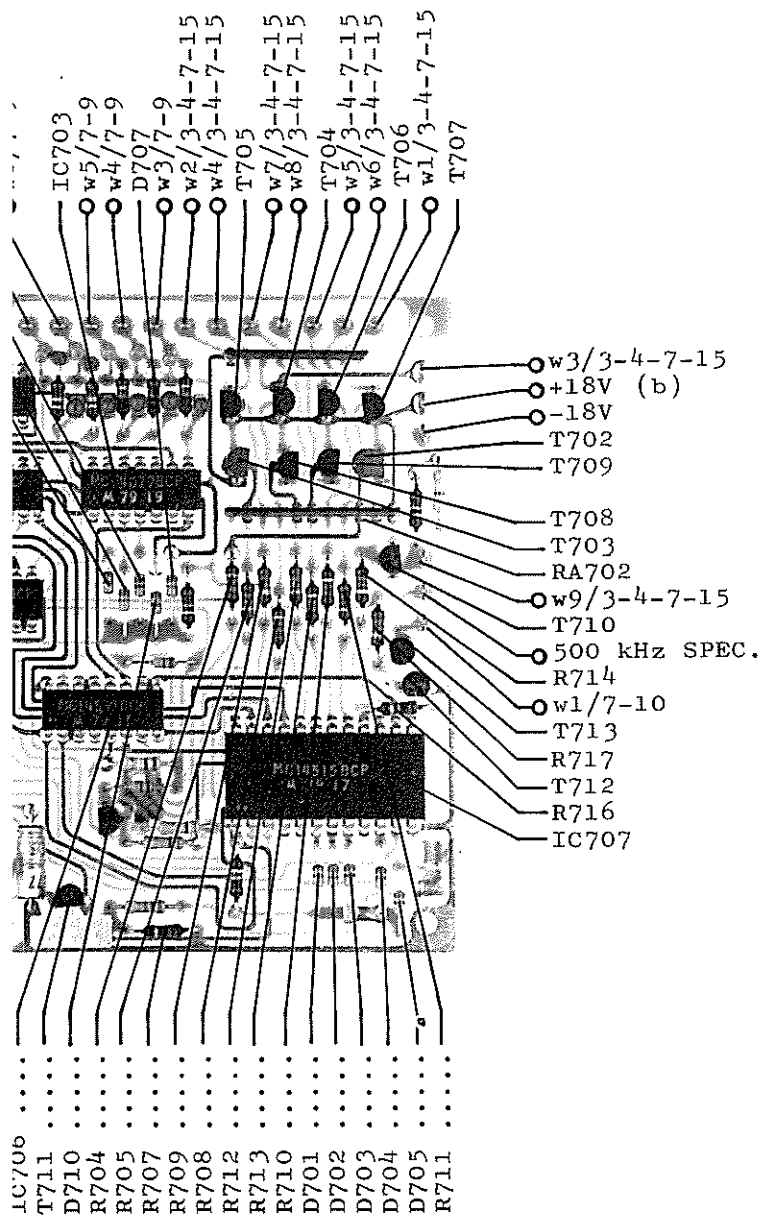 IC703
w5/7-9
w4/7-9
D707
w3/7-9
w2/3-4-7-15
w4/3-4-7-15
T705
w7/3-4-7-15
w8/3-4-7-15
T704
w5/3-4-7-15
w6/3-4-7-15
T706
w1/3-4-7-15
T707
w3/3-4-7-15
+18V (b)
-18V
T702
T709
T708
T703
RA702
w9/3-4-7-15
T710
500 kHz SPEC.
R714
w1/7-10
T713
R717
T712
R716
IC707
IC706 .....
T711 .....
D710 .....
R704 .....
R705 .....
R707 .....
R709 .....
R708 .....
R712 .....
R713 .....
R710 .....
D701 .....
D702 .....
D703 .....
D704 .....
D705 .....
R711 .....